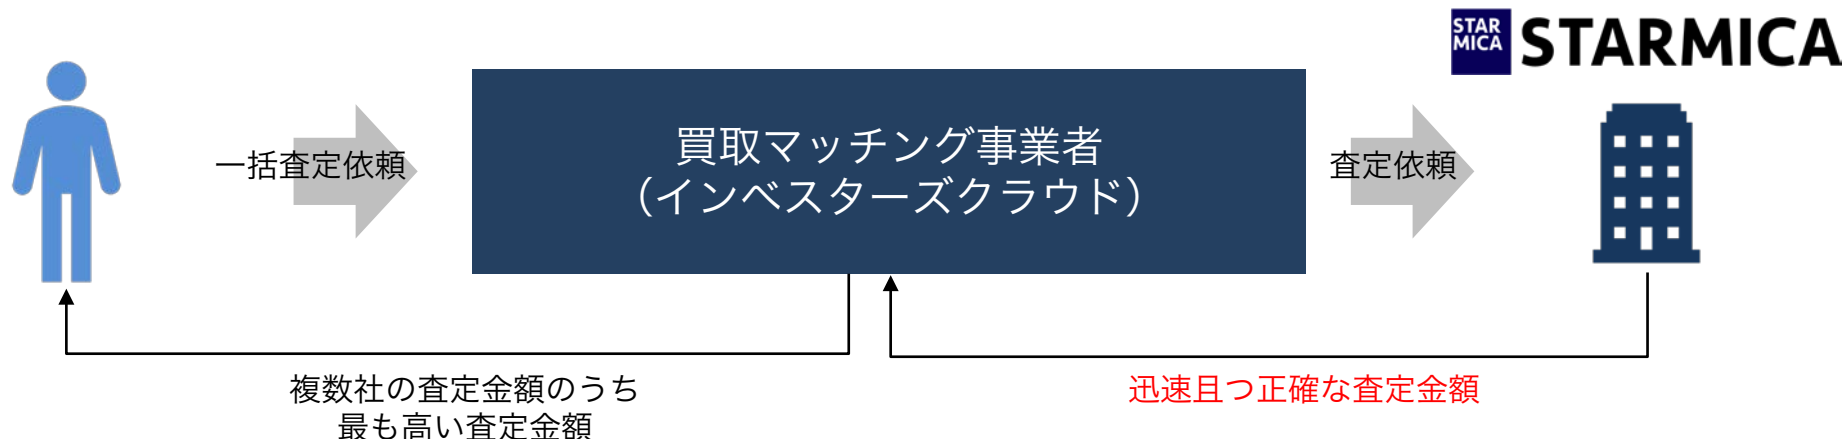 STAR
MICA
STARMICA
一括査定依頼
買取マッチング事業者
（インベスターズクラウド）
査定依頼
複数社の査定金額のうち
最も高い査定金額
迅速且つ正確な査定金額